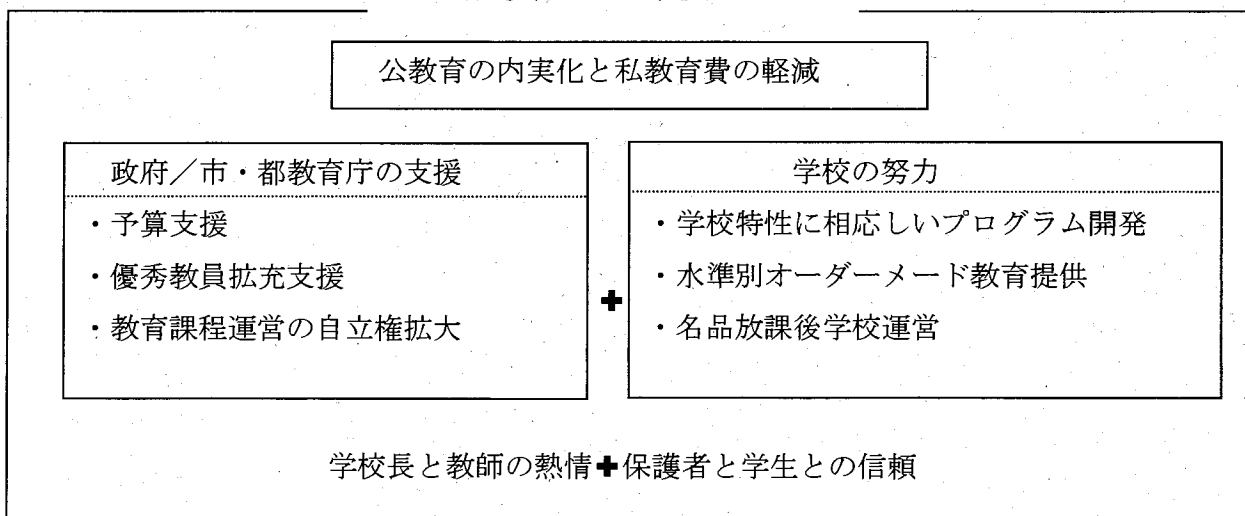 公教育の内実化と私教育費の軽減
政府／市・都教育庁の支援
・予算支援
・優秀教員拡充支援
・教育課程運営の自立権拡大
✚
学校の努力
・学校特性に相応しいプログラム開発
・水準別オーダーメード教育提供
・名品放課後学校運営
学校長と教師の熱情✚保護者と学生との信頼